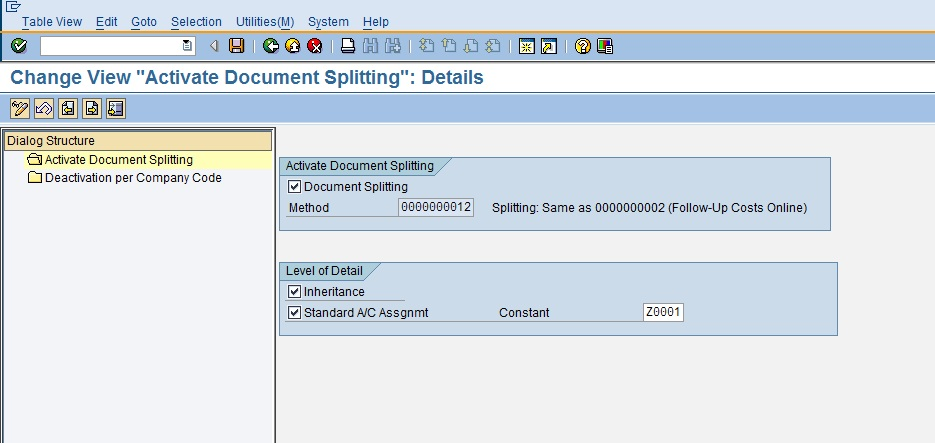 Table View Edit Goto Selection Utilities(M) System Help
Change View "Activate Document Splitting": Details
Dialog Structure
Activate Document Splitting
Deactivation per Company Code
Activate Document Splitting
Document Splitting
Method 0000000012 Splitting: Same as 0000000002 (Follow-Up Costs Online)
Level of Detail
Inheritance
Standard A/C Assgnmt Constant Z0001